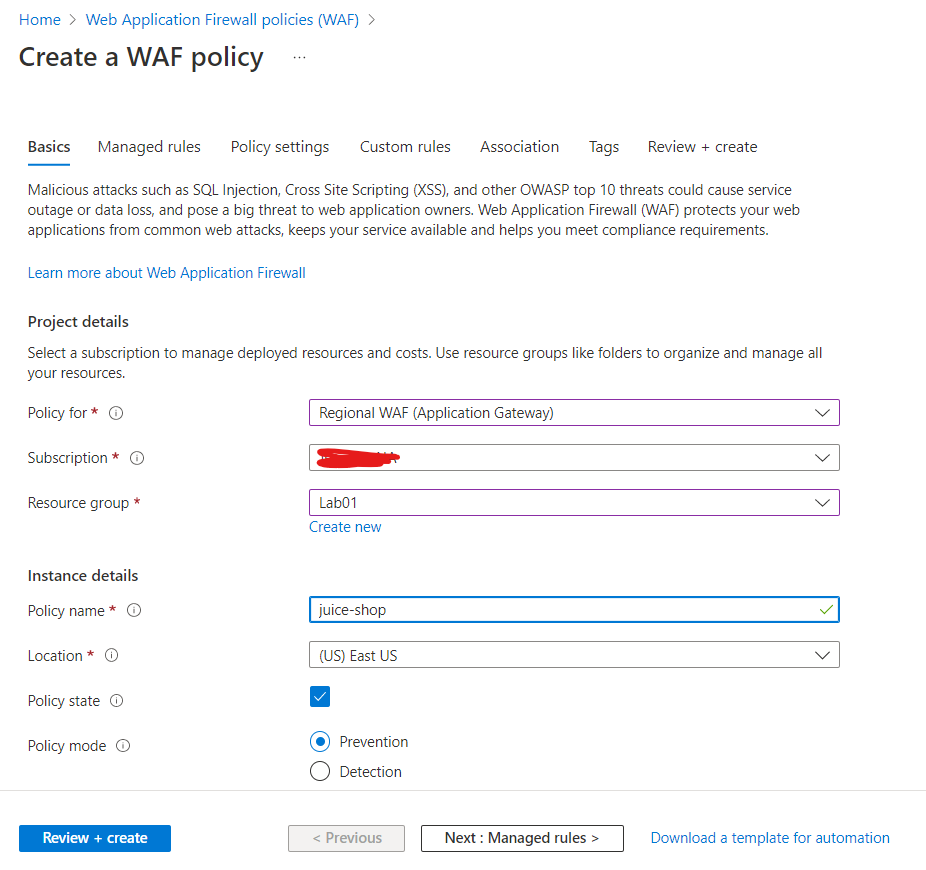 Home > Web Application Firewall policies (WAF) >
Create a WAF policy ...
Basics Managed rules Policy settings Custom rules Association Tags Review + create
Malicious attacks such as SQL Injection, Cross Site Scripting (XSS), and other OWASP top 10 threats could cause service
outage or data loss, and pose a big threat to web application owners. Web Application Firewall (WAF) protects your web
applications from common web attacks, keeps your service available and helps you meet compliance requirements.
Learn more about Web Application Firewall
Project details
Select a subscription to manage deployed resources and costs. Use resource groups like folders to organize and manage all
your resources.
Policy for * Regional WAF (Application Gateway)
Subscription *
Resource group * Lab01
Create new
Instance details
Policy name * juice-shop
Location * (US) East US
Policy state
Policy mode Prevention
Detection
Review + create < Previous Next : Managed rules > Download a template for automation